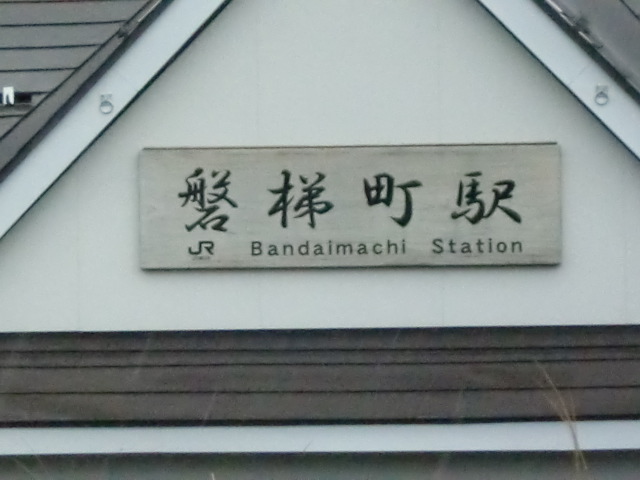 磐梯町駅
JR Bandaimachi Station